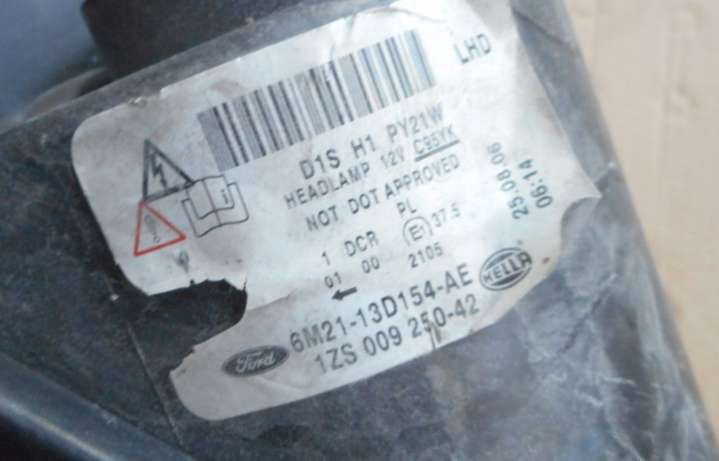 LHD
D1S H1 PY21W
HEADLAMP 12V C95YK
NOT DOT APPROVED
25.08.06
06:14
1 DCR PL E1 37.5
01 00 2105
HELLA
6M21-13D154-AE
Ford
1ZS 009 250-42